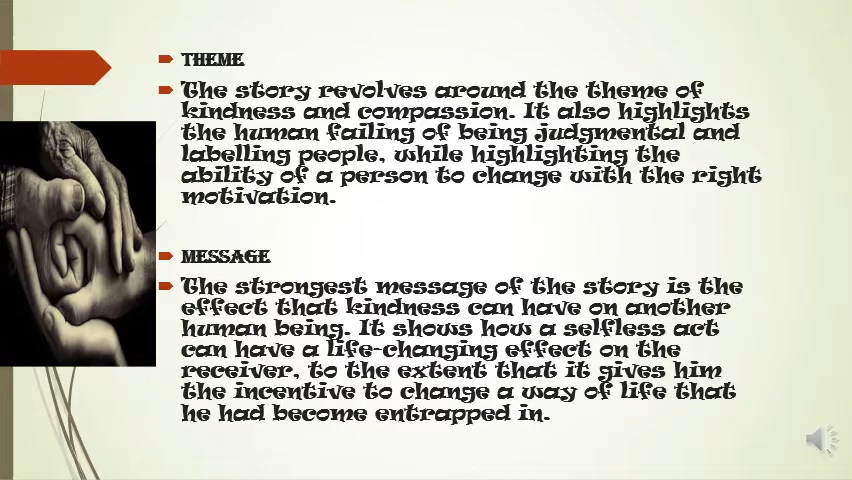 THEME
The story revolves around the theme of
kindness and compassion. It also highlights
the human failing of being judgmental and
labelling people, while highlighting the
ability of a person to change with the right
motivation.
MESSAGE
The strongest message of the story is the
effect that kindness can have on another
human being. It shows how a selfless act
can have a life-changing effect on the
receiver, to the extent that it gives him
the incentive to change a way of life that
he had become entrapped in.